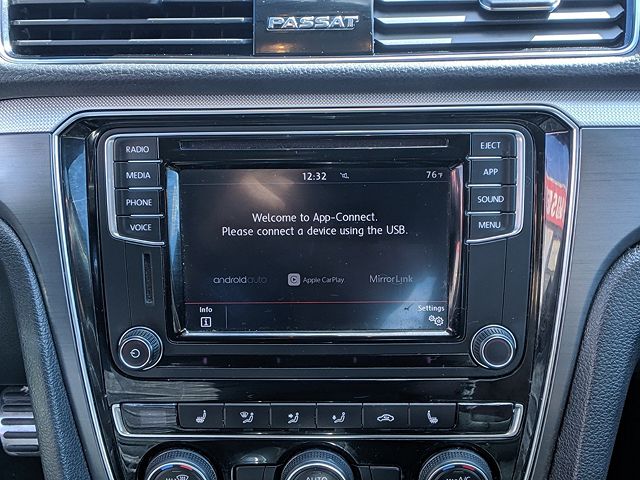 PASSAT
RADIO
MEDIA
PHONE
VOICE
EJECT
APP
SOUND
MENU
12:32 76°F
Welcome to App-Connect.
Please connect a device using the USB.
androidauto Apple CarPlay MirrorLink
Info Settings
AUTO A/C